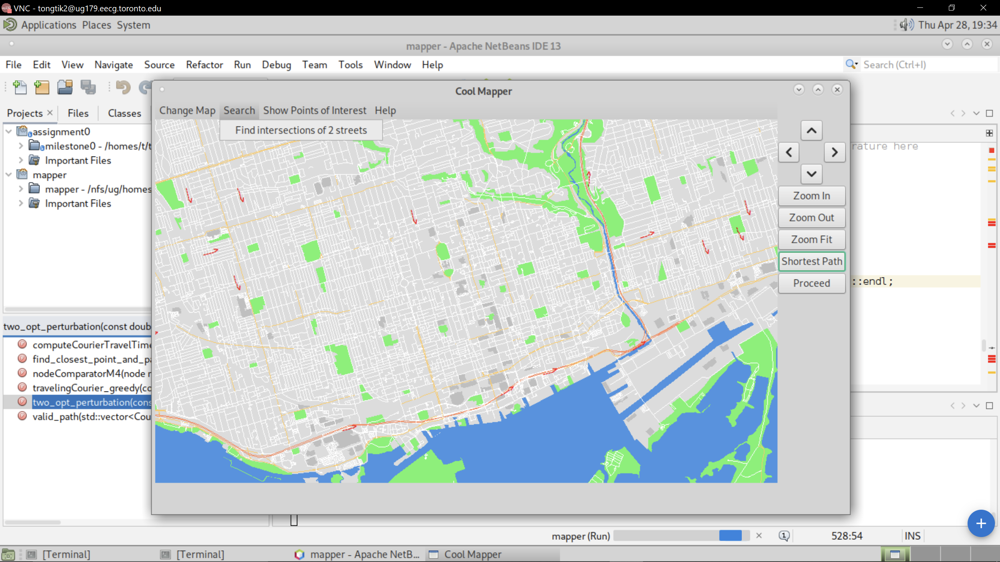 VNC - tongtik2@ug179.eecg.toronto.edu
Applications Places System
Thu Apr 28, 19:34
mapper - Apache NetBeans IDE 13
File Edit View Navigate Source Refactor Run Debug Team Tools Window Help
Search (Ctrl+I)
Cool Mapper
Projects Files Classes
Change Map Search Show Points of Interest Help
Find intersections of 2 streets
assignment0
milestone0 - /homes/t/t
Important Files
mapper
mapper - /nfs/ug/homes
Important Files
rature here
Zoom In
Zoom Out
Zoom Fit
Shortest Path
Proceed
::endl;
two_opt_perturbation(const doub
computeCourierTravelTime
find_closest_point_and_pa
nodeComparatorM4(node r
travelingCourier_greedy(co
two_opt_perturbation(cons
valid_path(std::vector<Cou
mapper (Run)
1
528:54
INS
[Terminal]
[Terminal]
mapper - Apache NetB...
Cool Mapper